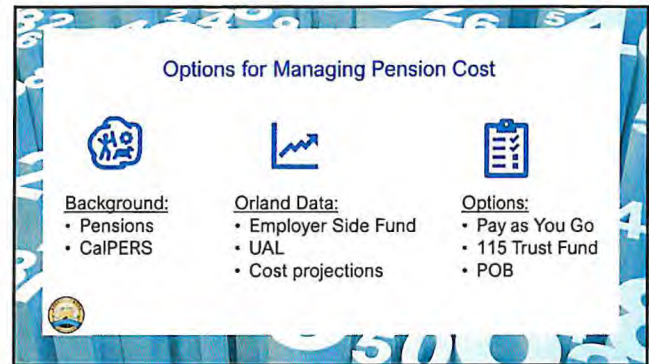 Options for Managing Pension Cost
Background:
• Pensions
• CalPERS
Orland Data:
• Employer Side Fund
• UAL
• Cost projections
Options:
• Pay as You Go
• 115 Trust Fund
• POB